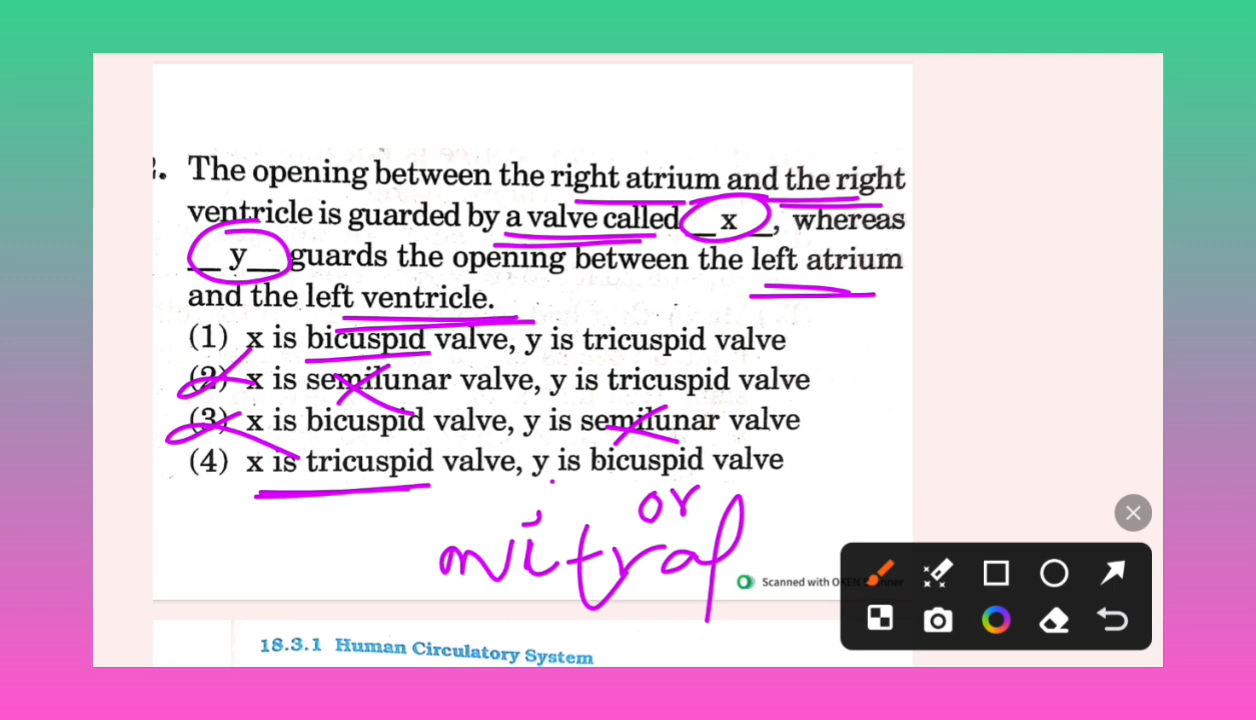 . The opening between the right atrium and the right
ventricle is guarded by a valve called __x__, whereas
__y__ guards the opening between the left atrium
and the left ventricle.
(1) x is bicuspid valve, y is tricuspid valve
(2) x is semilunar valve, y is tricuspid valve
(3) x is bicuspid valve, y is semilunar valve
(4) x is tricuspid valve, y is bicuspid valve
or
mitral
Scanned with OKEN Scanner
18.3.1 Human Circulatory System